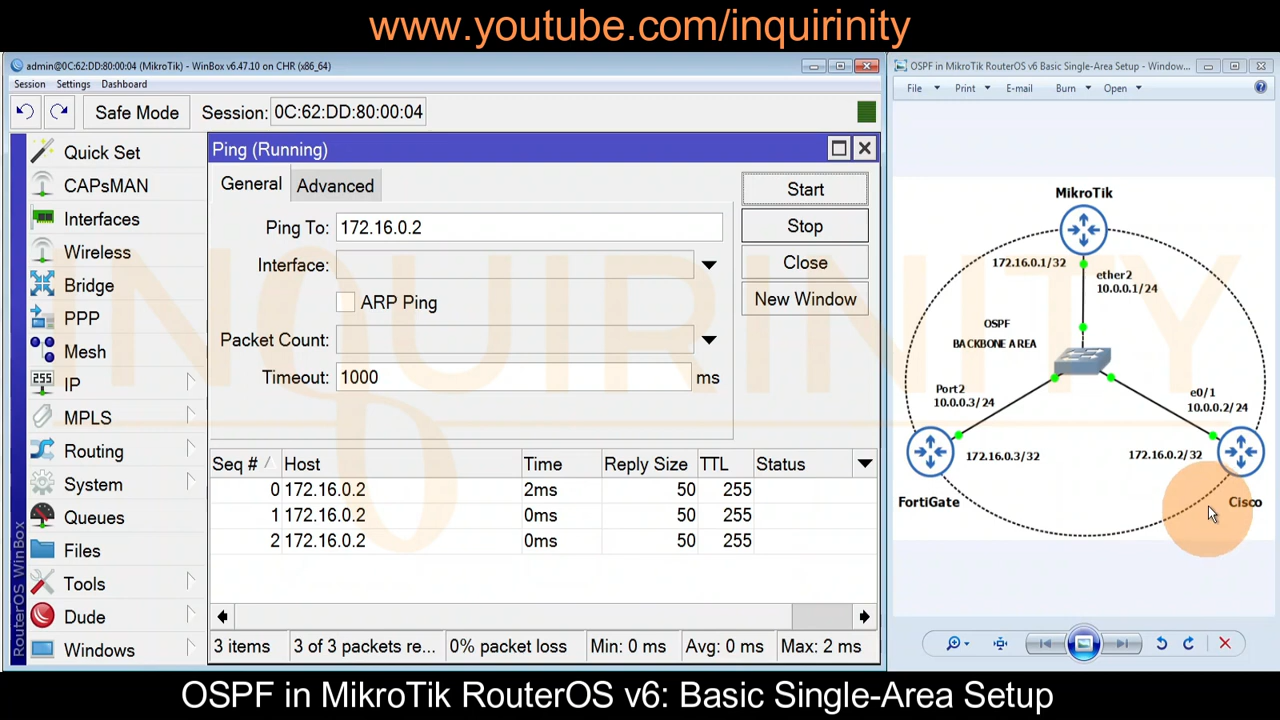 www.youtube.com/inquirinity
admin@0C:62:DD:80:00:04 (MikroTik) - WinBox v6.47.10 on CHR (x86_64)
Session Settings Dashboard
Safe Mode Session: 0C:62:DD:80:00:04
Quick Set
CAPsMAN
Interfaces
Wireless
Bridge
PPP
Mesh
255 IP
MPLS
Routing
System
Queues
Files
Tools
Dude
Windows
RouterOS WinBox
Ping (Running)
General Advanced
Ping To: 172.16.0.2
Interface:
ARP Ping
Packet Count:
Timeout: 1000 ms
Start
Stop
Close
New Window
Seq # Host Time Reply Size TTL Status
0 172.16.0.2 2ms 50 255
1 172.16.0.2 0ms 50 255
2 172.16.0.2 0ms 50 255
3 items 3 of 3 packets re... 0% packet loss Min: 0 ms Avg: 0 ms Max: 2 ms
INQUIRINITY
OSPF in MikroTik RouterOS v6 Basic Single-Area Setup - Window...
File Print E-mail Burn Open
MikroTik
172.16.0.1/32
ether2
10.0.0.1/24
OSPF
BACKBONE AREA
Port2
10.0.0.3/24
e0/1
10.0.0.2/24
172.16.0.3/32
172.16.0.2/32
FortiGate
Cisco
OSPF in MikroTik RouterOS v6: Basic Single-Area Setup